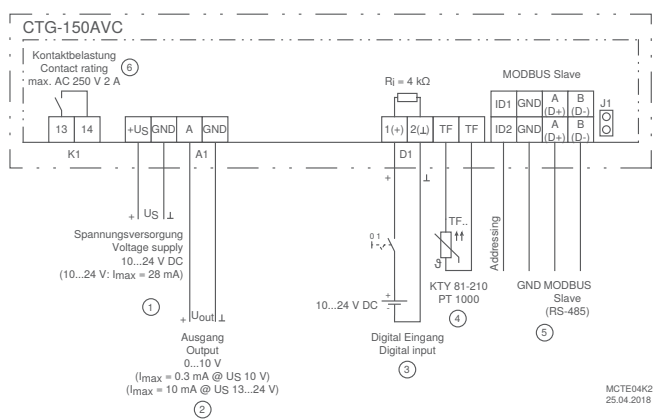 CTG-150AVC
Kontaktbelastung
Contact rating
max. AC 250 V 2 A
6
13 14
K1
+US GND A GND
A1
Ri = 4 kΩ
1(+) 2(⊥) TF TF
D1
MODBUS Slave
ID1 GND A (D+) B (D-) J1
ID2 GND A (D+) B (D-)
+ US ⊥
Spannungsversorgung
Voltage supply
10...24 V DC
(10...24 V: Imax = 28 mA)
1
+ Uout ⊥
Ausgang
Output
0...10 V
(Imax = 0.3 mA @ US 10 V)
(Imax = 10 mA @ US 13...24 V)
2
+ ⊥
0 1
+
10...24 V DC
-
Digital Eingang
Digital input
3
TF..
ϑ
KTY 81-210
PT 1000
4
Addressing
GND MODBUS
Slave
(RS-485)
5
MCTE04K2
25.04.2018